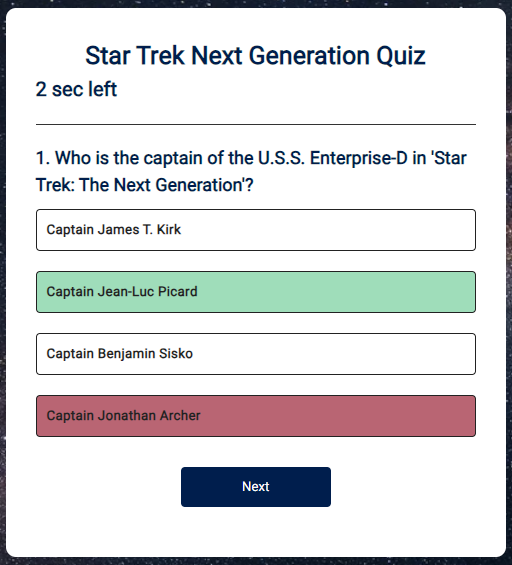 Star Trek Next Generation Quiz
2 sec left
1. Who is the captain of the U.S.S. Enterprise-D in 'Star
Trek: The Next Generation'?
Captain James T. Kirk
Captain Jean-Luc Picard
Captain Benjamin Sisko
Captain Jonathan Archer
Next